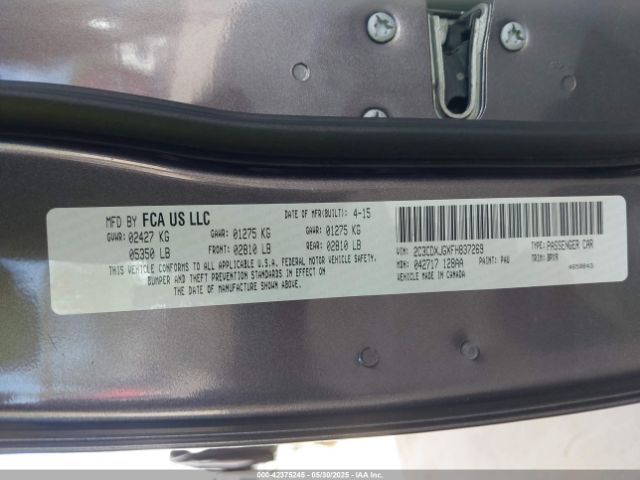 MFD BY FCA US LLC
DATE OF MFR(BUILT): 4-15
GVWR: 02427 KG
GAWR: 01275 KG
GAWR: 01275 KG
05350 LB
FRONT: 02810 LB
REAR: 02810 LB
THIS VEHICLE CONFORMS TO ALL APPLICABLE U.S.A. FEDERAL MOTOR VEHICLE SAFETY,
BUMPER AND THEFT PREVENTION STANDARDS IN EFFECT ON
THE DATE OF MANUFACTURE SHOWN ABOVE.
VIN: 2C3CDXJGXFH837269
TYPE: PASSENGER CAR
MDH: 042717 128AA
PAINT: PAU
TRIM: BPX9
VEHICLE MADE IN CANADA
000-42375245 - 05/30/2025 - IAA